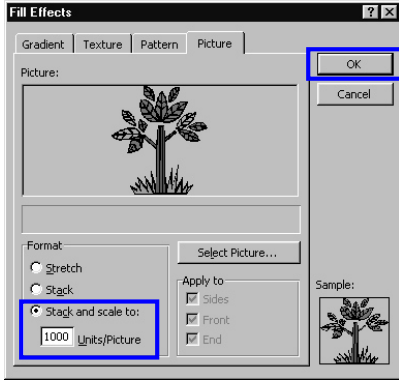 Fill Effects
Gradient Texture Pattern Picture
Picture:
OK
Cancel
Format
Stretch
Stack
Stack and scale to:
1000 Units/Picture
Select Picture...
Apply to
Sides
Front
End
Sample: